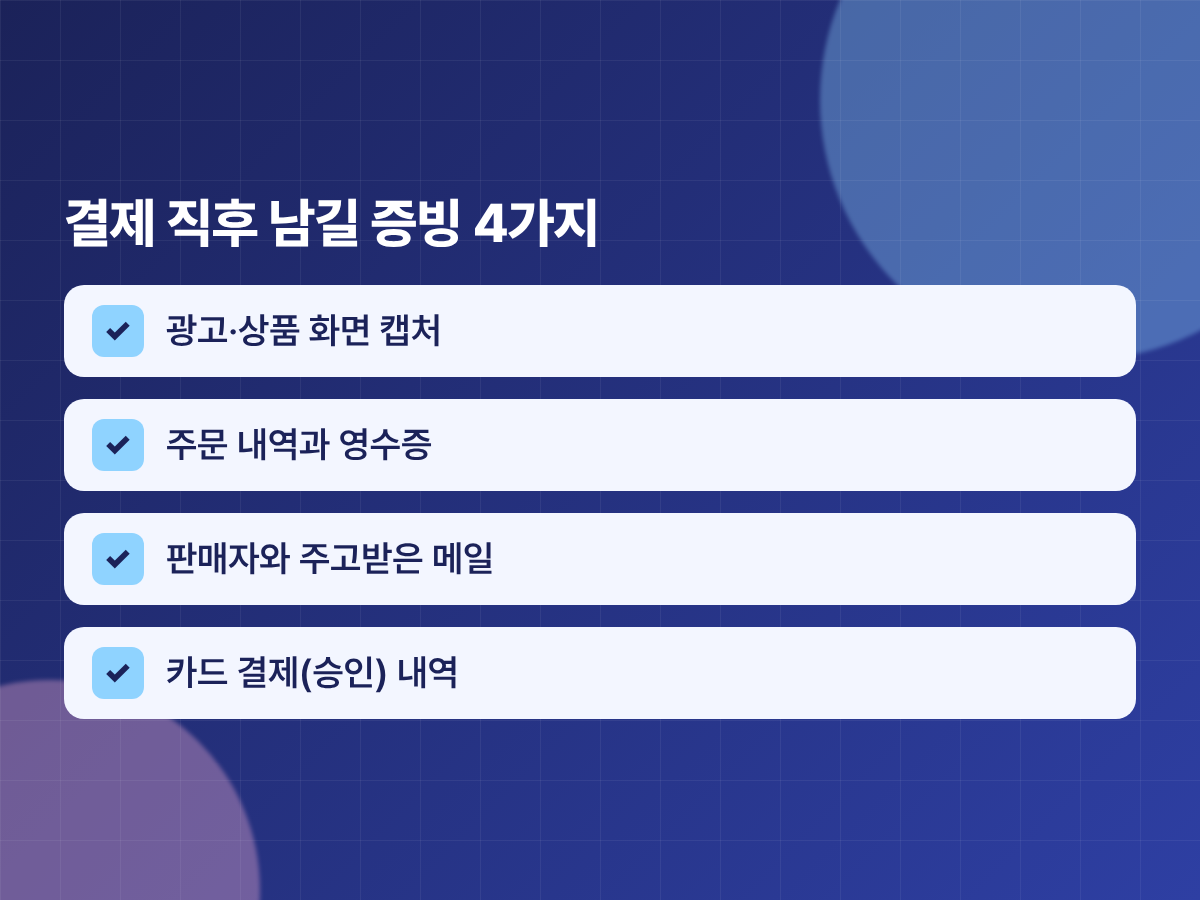 결제 직후 남길 증빙 4가지
광고·상품 화면 캡처
주문 내역과 영수증
판매자와 주고받은 메일
카드 결제(승인) 내역